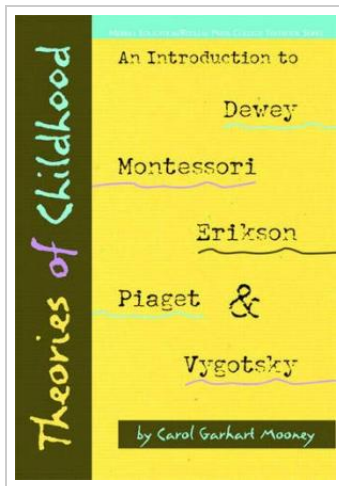 Theories of Childhood
An Introduction to
Dewey
Montessori
Erikson
Piaget &
Vygotsky
by Carol Garhart Mooney